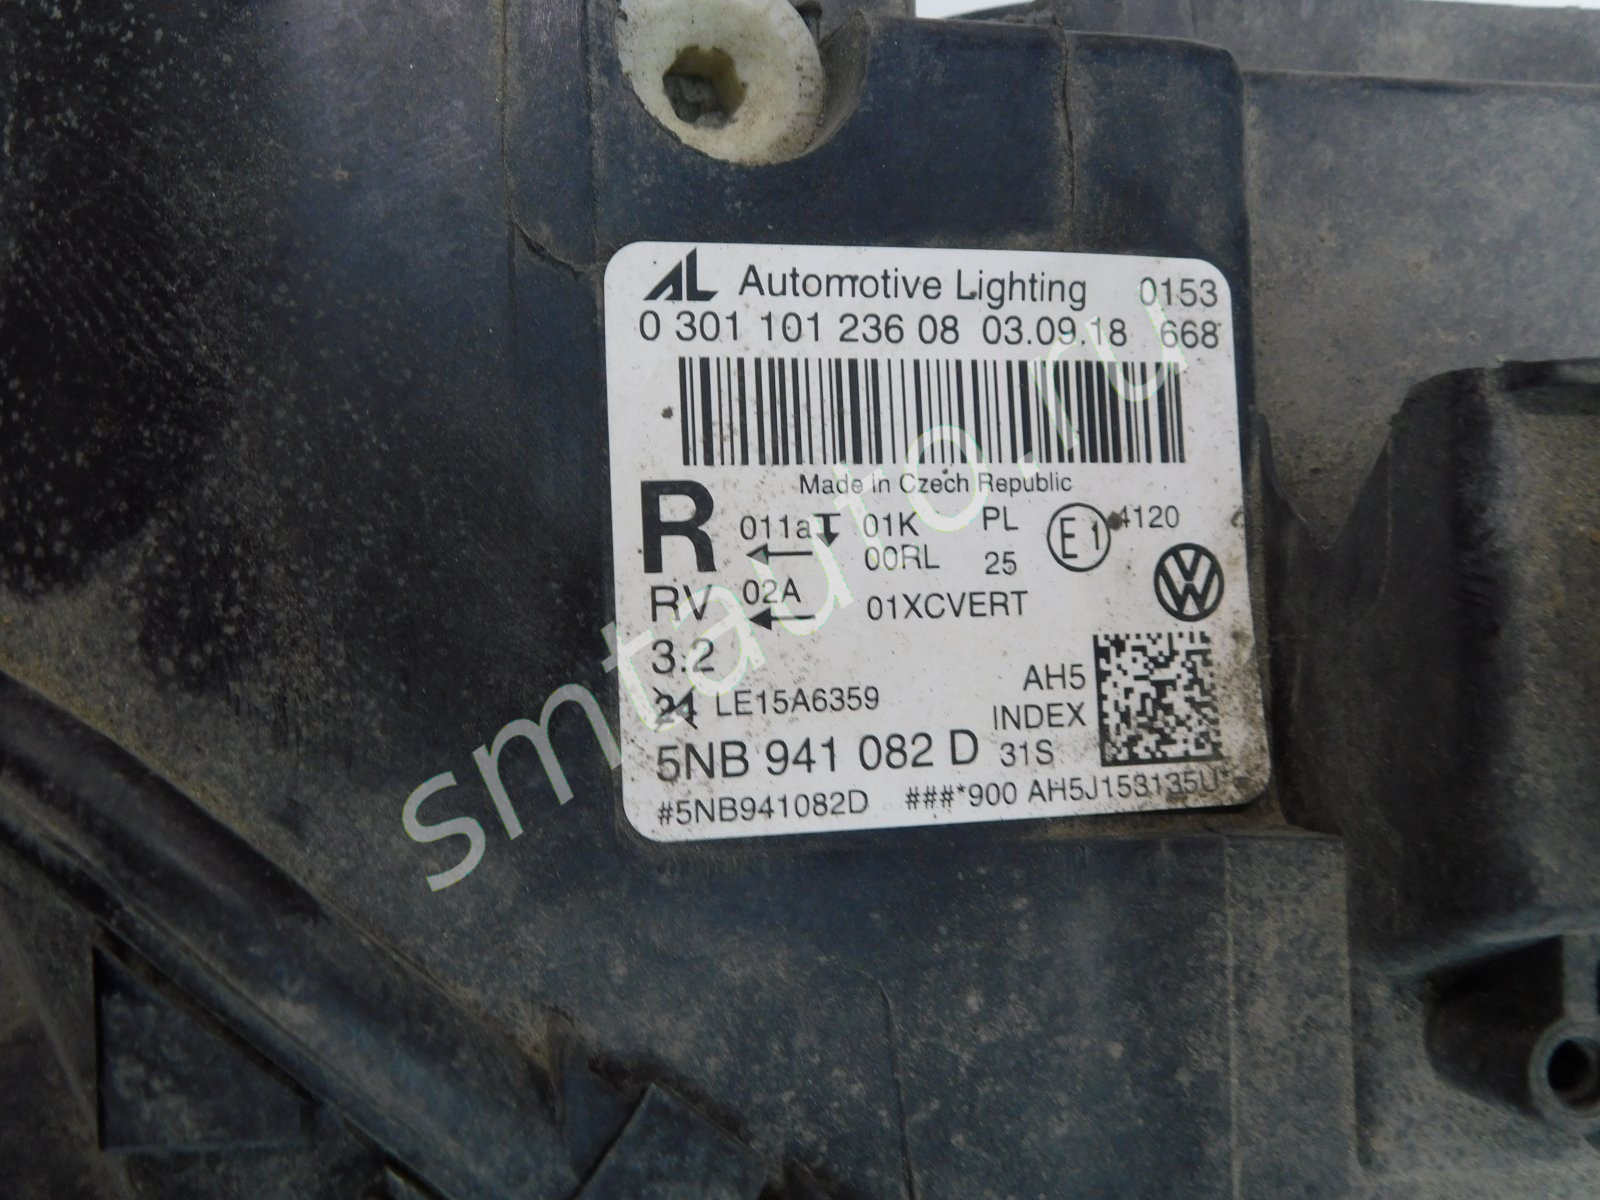 AL Automotive Lighting 0153
0 301 101 236 08 03.09.18 668
Made in Czech Republic
R 011a 01K PL E1 4120
00RL 25
RV 02A 01XCVERT
3.2
24 LE15A6359 AH5
INDEX
5NB 941 082 D 31S
#5NB941082D ###*900 AH5J153135U*
smtauto.ru